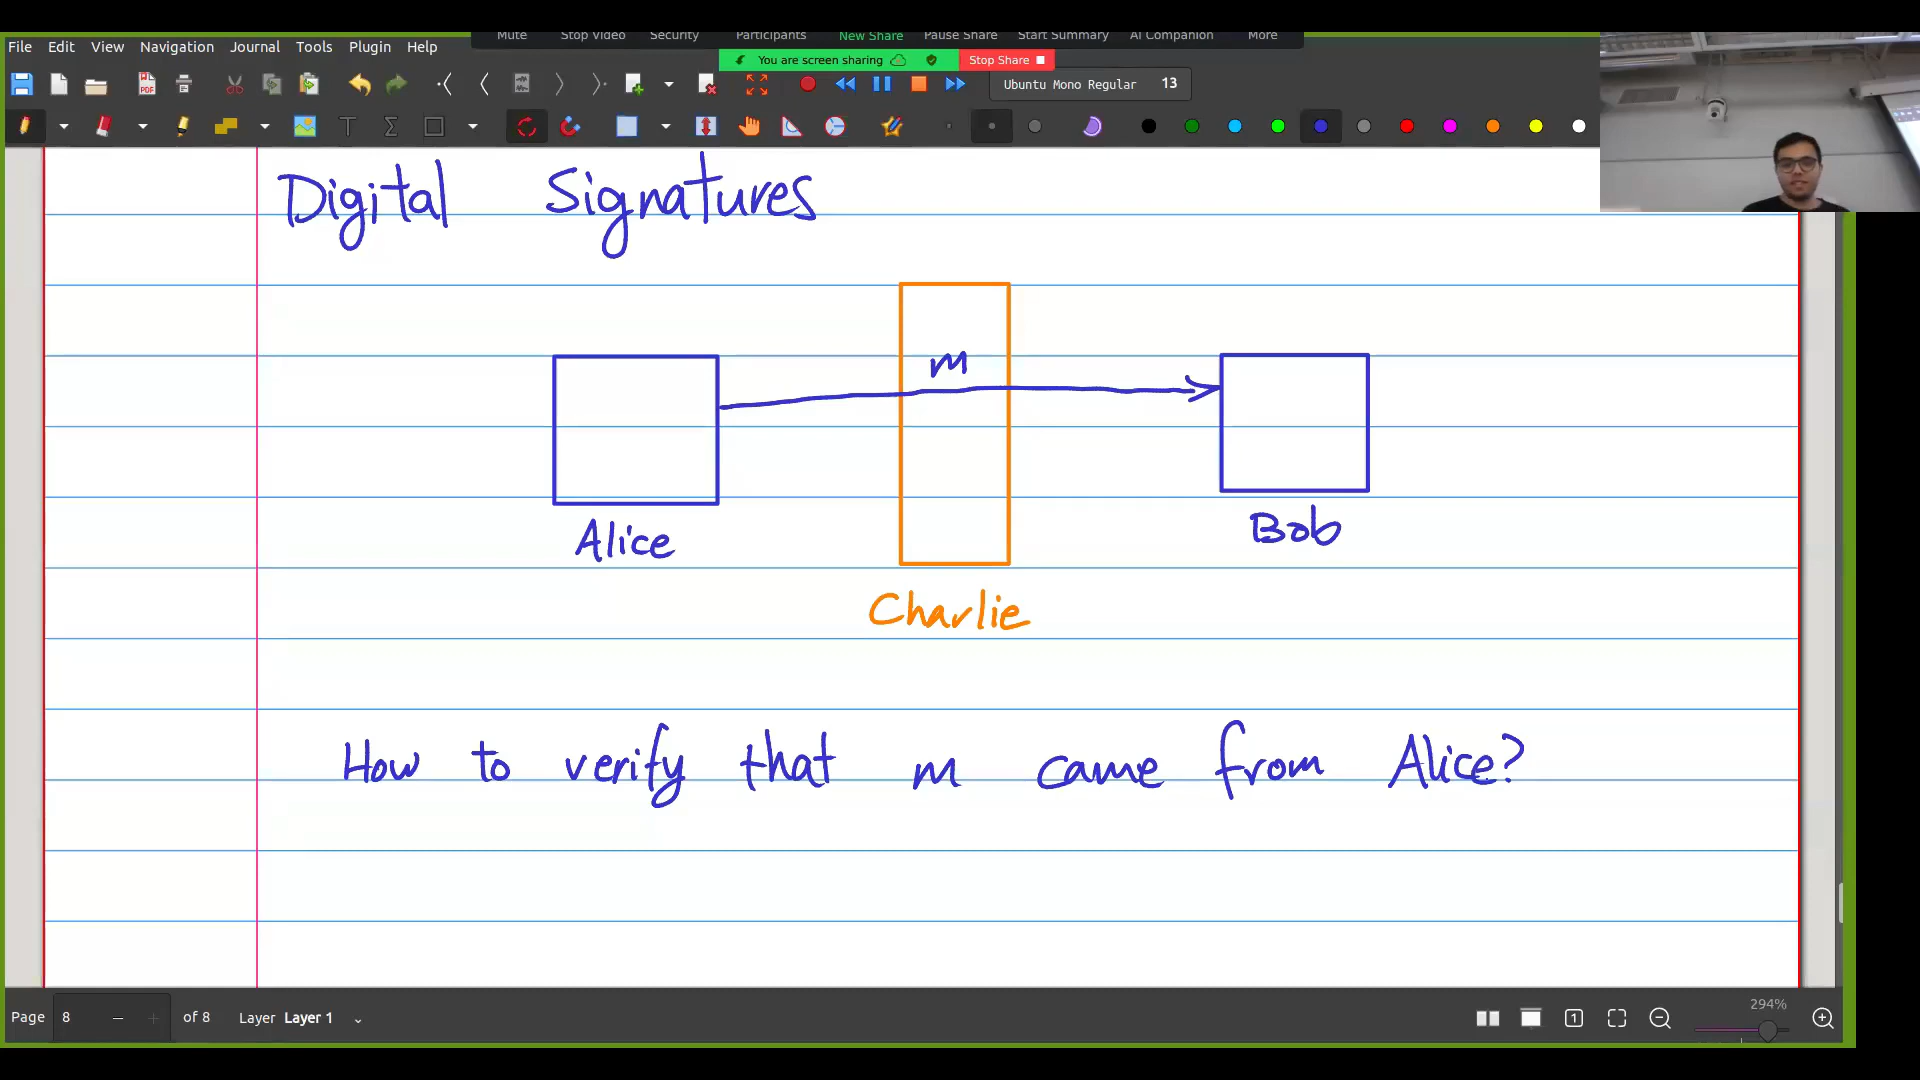 Mute Stop Video Security Participants New Share Pause Share Start Summary AI Companion More
File Edit View Navigation Journal Tools Plugin Help
You are screen sharing Stop Share
Ubuntu Mono Regular 13
Digital Signatures
m
Alice
Bob
Charlie
How to verify that m came from Alice?
Page 8 of 8 Layer Layer 1
294%